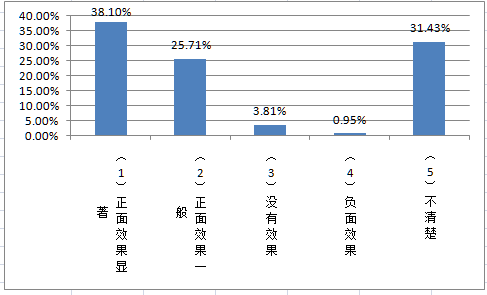 40.00%
35.00%
30.00%
25.00%
20.00%
15.00%
10.00%
5.00%
0.00%
38.10%
25.71%
3.81%
0.95%
31.43%
（1）正面效果显
著
（2）正面效果一
般
（3）没有效果
（4）负面效果
（5）不清楚